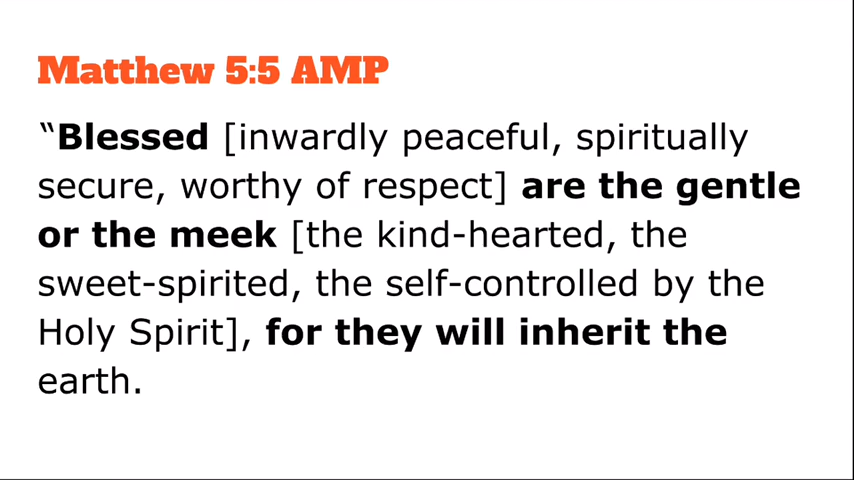 Matthew 5:5 AMP
“Blessed [inwardly peaceful, spiritually
secure, worthy of respect] are the gentle
or the meek [the kind-hearted, the
sweet-spirited, the self-controlled by the
Holy Spirit], for they will inherit the
earth.